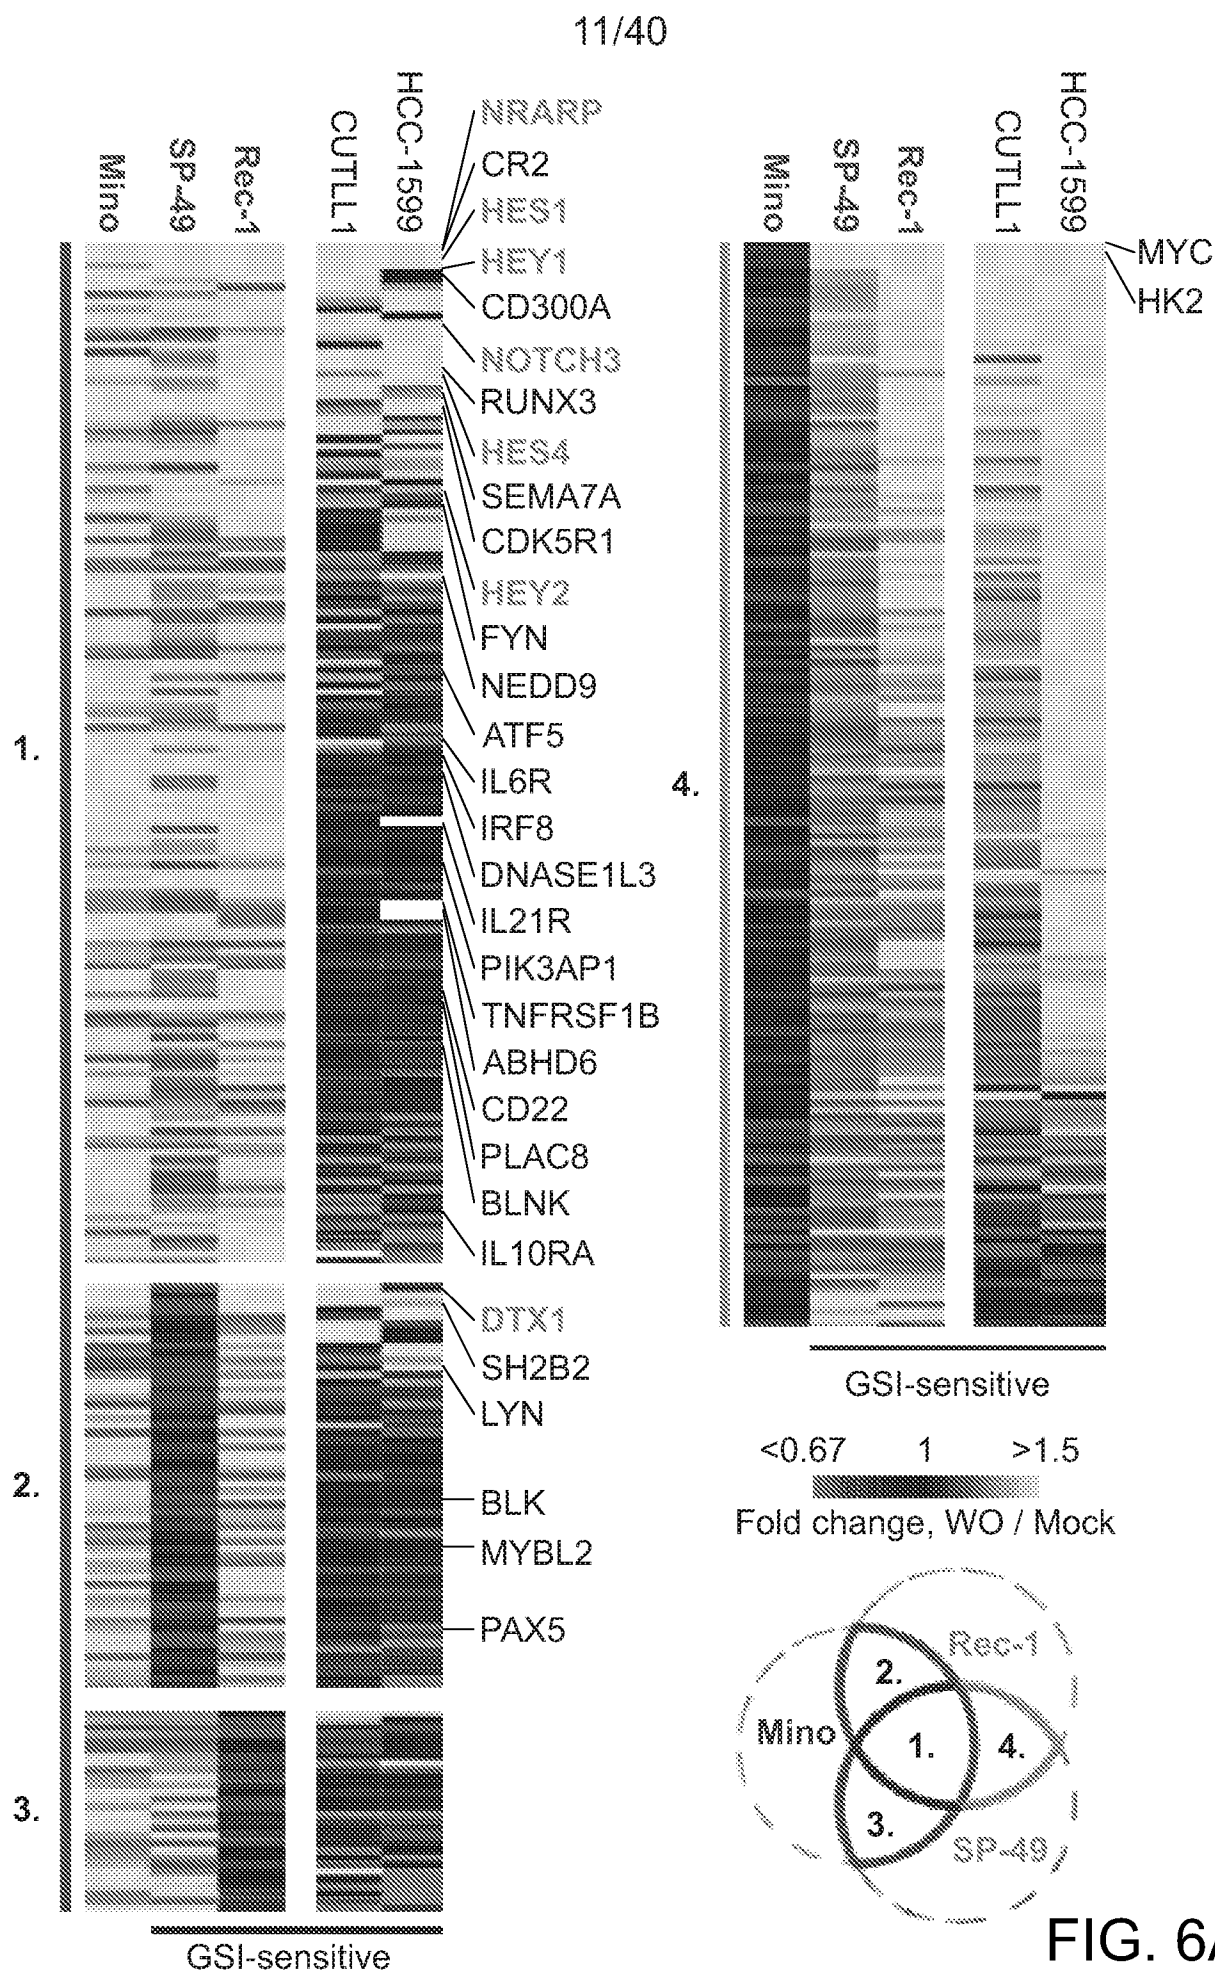 11/40
Mino
SP-49
Rec-1
CUTLL1
HCC-1599
NRARP
CR2
HES1
HEY1
CD300A
NOTCH3
RUNX3
HES4
SEMA7A
CDK5R1
HEY2
FYN
NEDD9
ATF5
IL6R
IRF8
DNASE1L3
IL21R
PIK3AP1
TNFRSF1B
ABHD6
CD22
PLAC8
BLNK
IL10RA
DTX1
SH2B2
LYN
BLK
MYBL2
PAX5
1.
2.
3.
GSI-sensitive
Mino
SP-49
Rec-1
CUTLL1
HCC-1599
MYC
HK2
4.
GSI-sensitive
<0.67 1 >1.5
Fold change, WO / Mock
Rec-1
2.
Mino
1.
4.
3.
SP-49
FIG. 6A